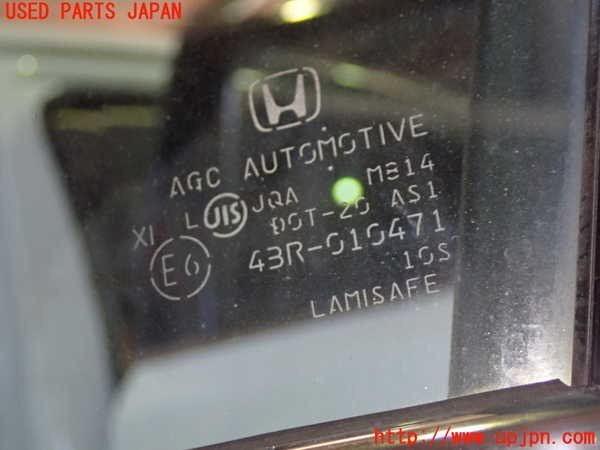 USED PARTS JAPAN
H
AGC AUTOMOTIVE
XI L JIS JQA M814
DOT-20 AS1
E6 43R-010471
10S
LAMISAFE
http://www.upjpn.com/